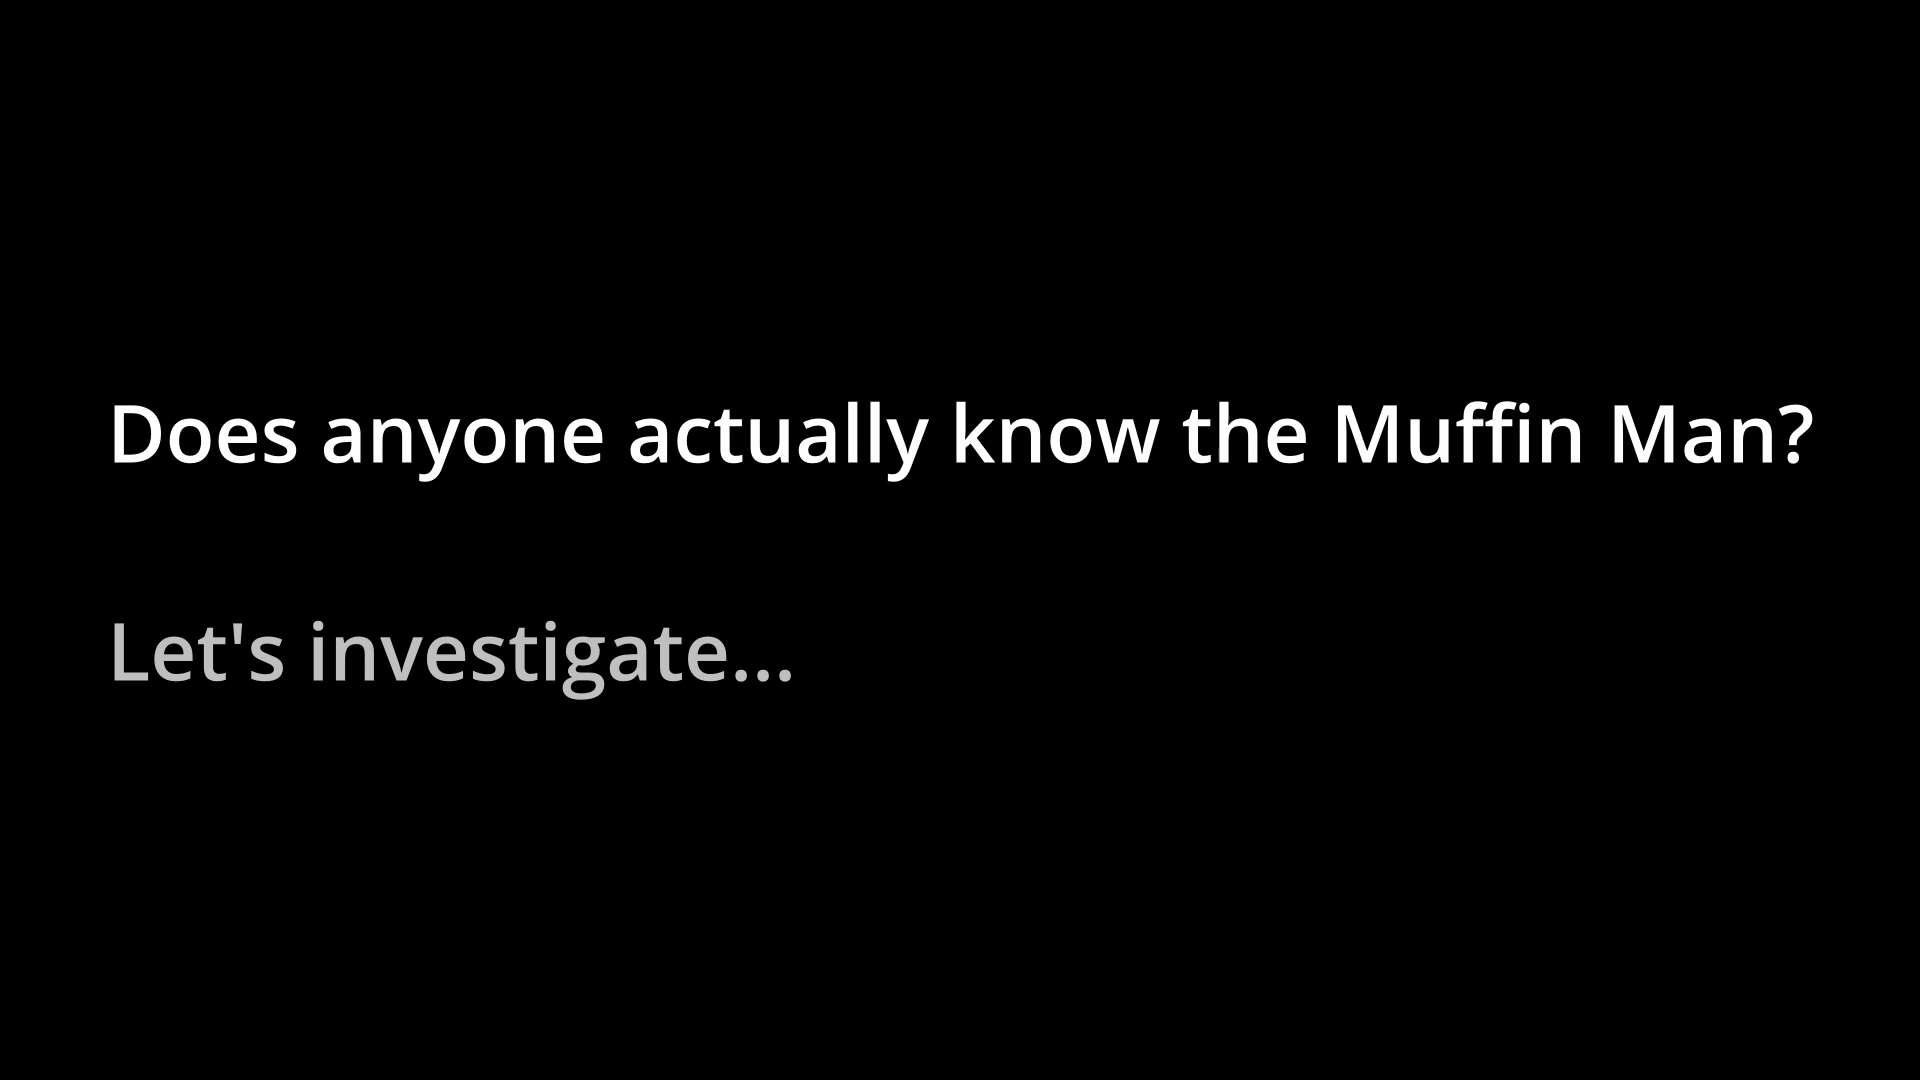 Does anyone actually know the Muffin Man?
Let's investigate...